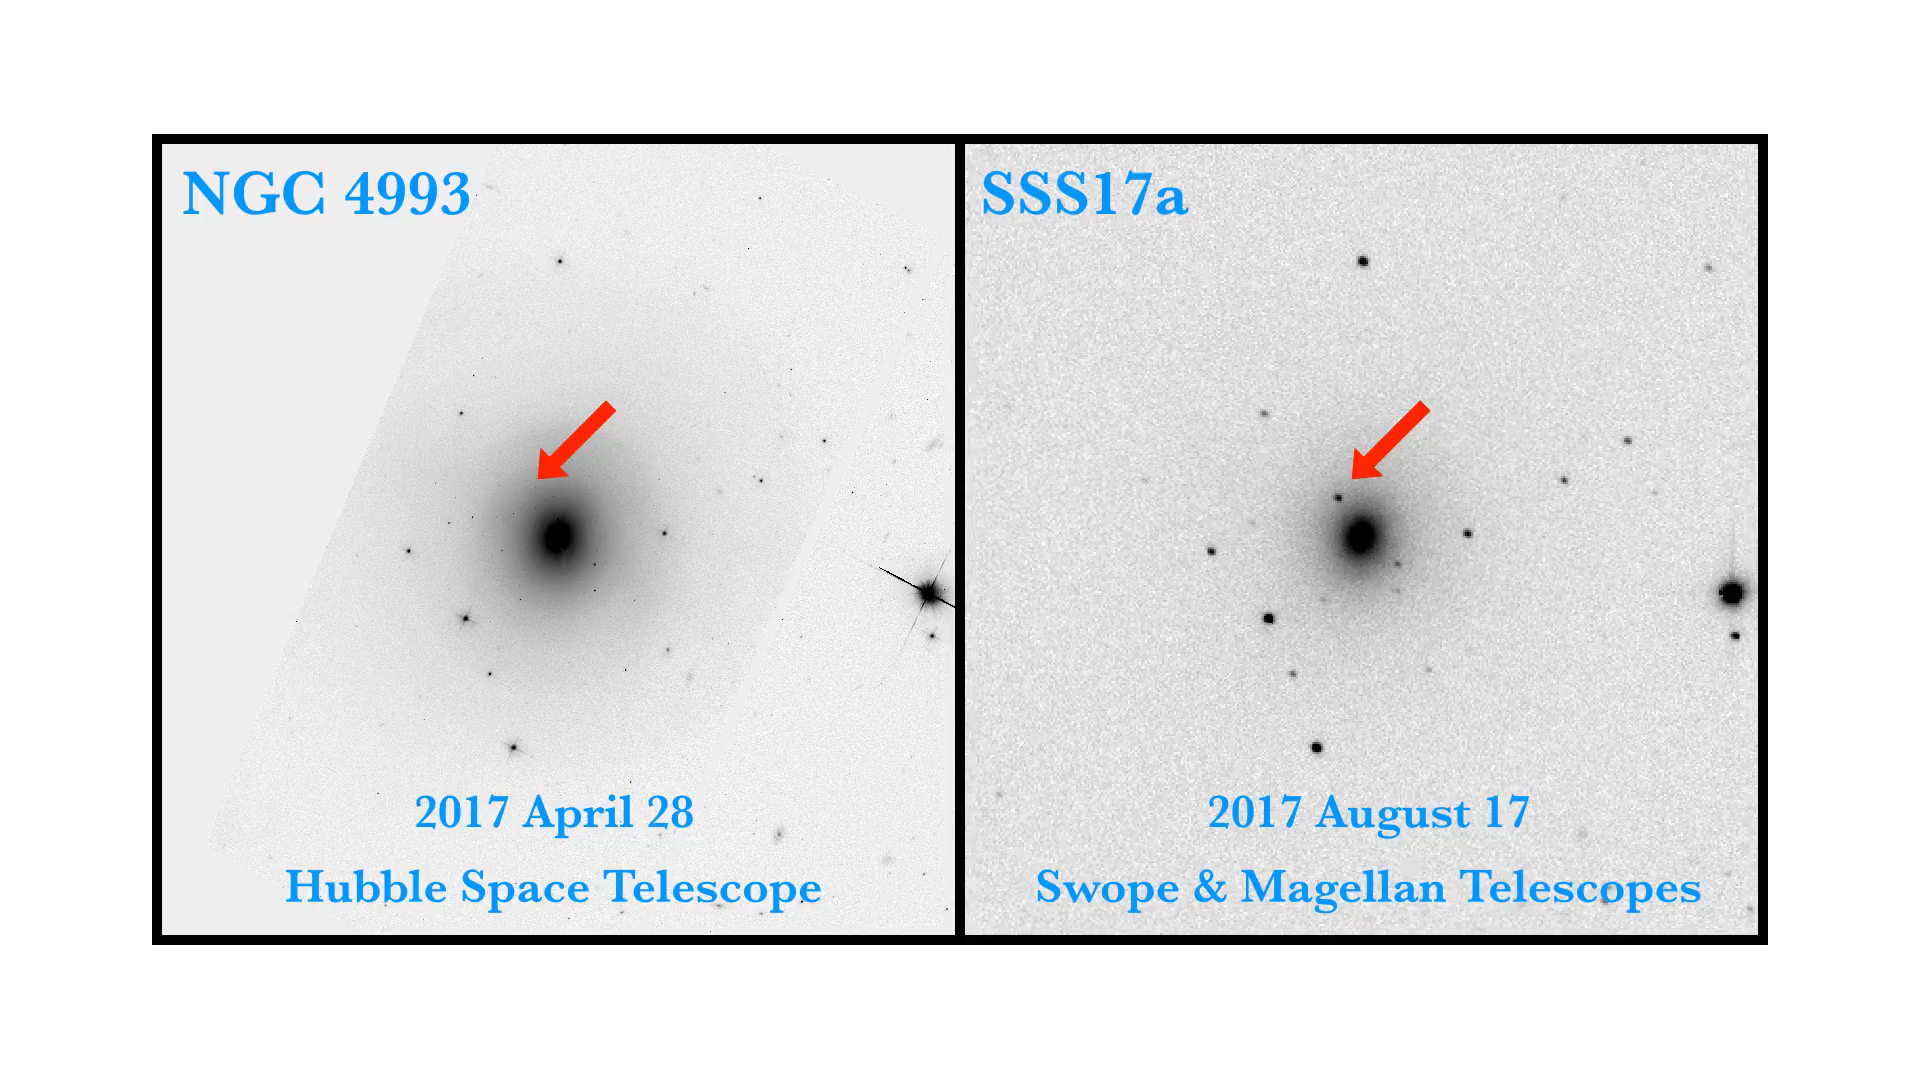 NGC 4993
2017 April 28
Hubble Space Telescope
SSS17a
2017 August 17
Swope & Magellan Telescopes